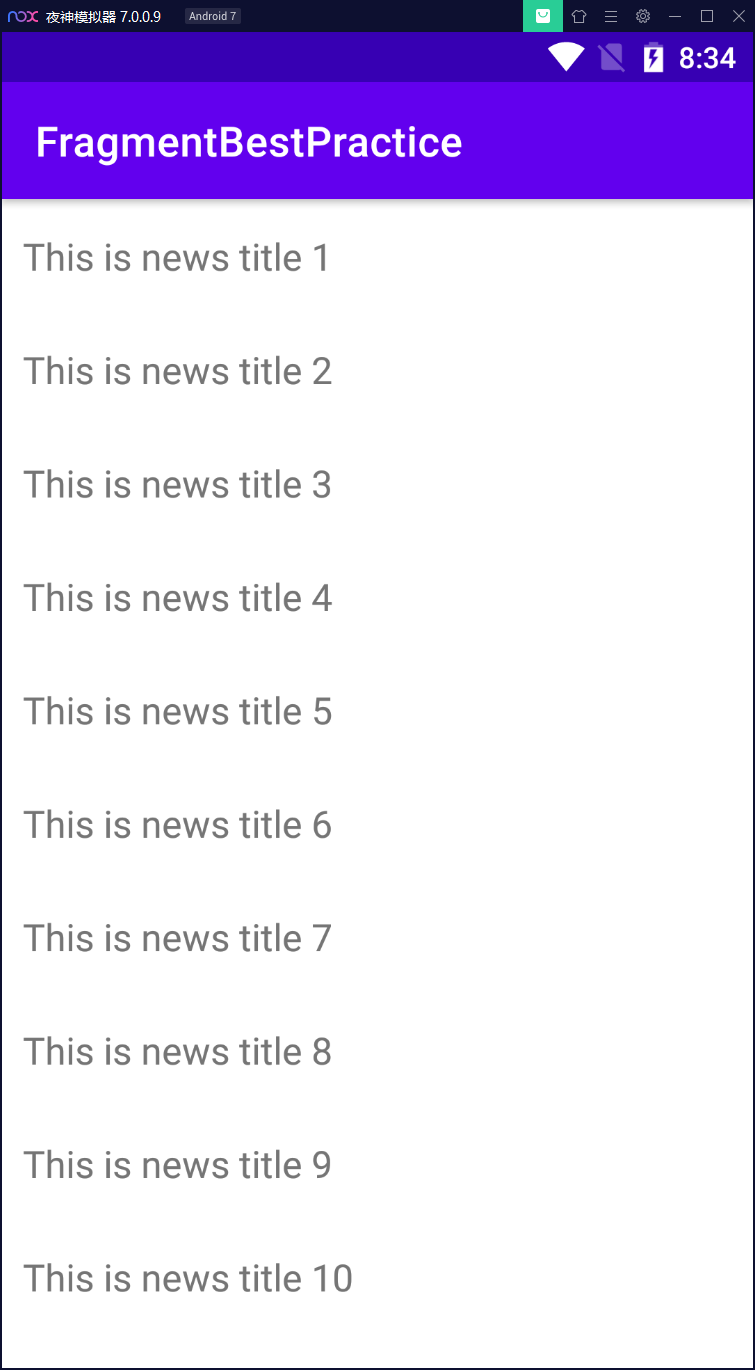 nox 夜神模拟器 7.0.0.9 Android 7
8:34
FragmentBestPractice
This is news title 1
This is news title 2
This is news title 3
This is news title 4
This is news title 5
This is news title 6
This is news title 7
This is news title 8
This is news title 9
This is news title 10